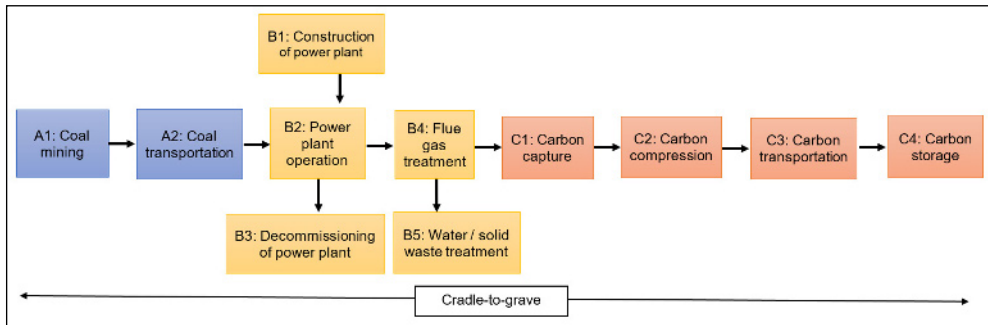 B1: Construction
of power plant
A1: Coal
mining
A2: Coal
transportation
B2: Power
plant
operation
B4: Flue
gas
treatment
C1: Carbon
capture
C2: Carbon
compression
C3: Carbon
transportation
C4: Carbon
storage
B3: Decommissioning
of power plant
B5: Water / solid
waste treatment
Cradle-to-grave